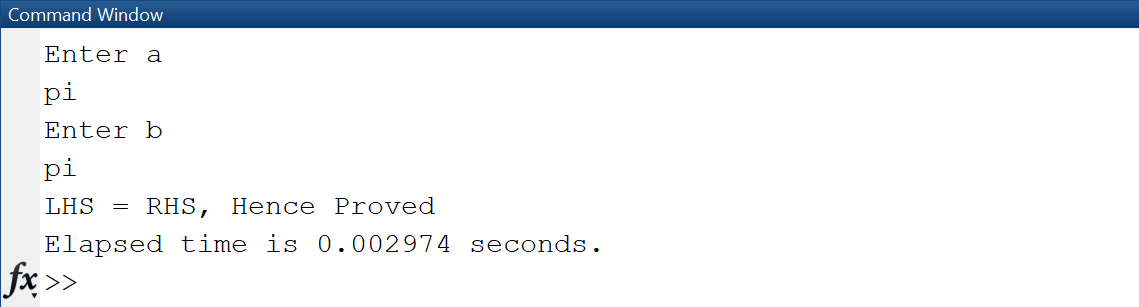 Command Window
Enter a
pi
Enter b
pi
LHS = RHS, Hence Proved
Elapsed time is 0.002974 seconds.
fx >>